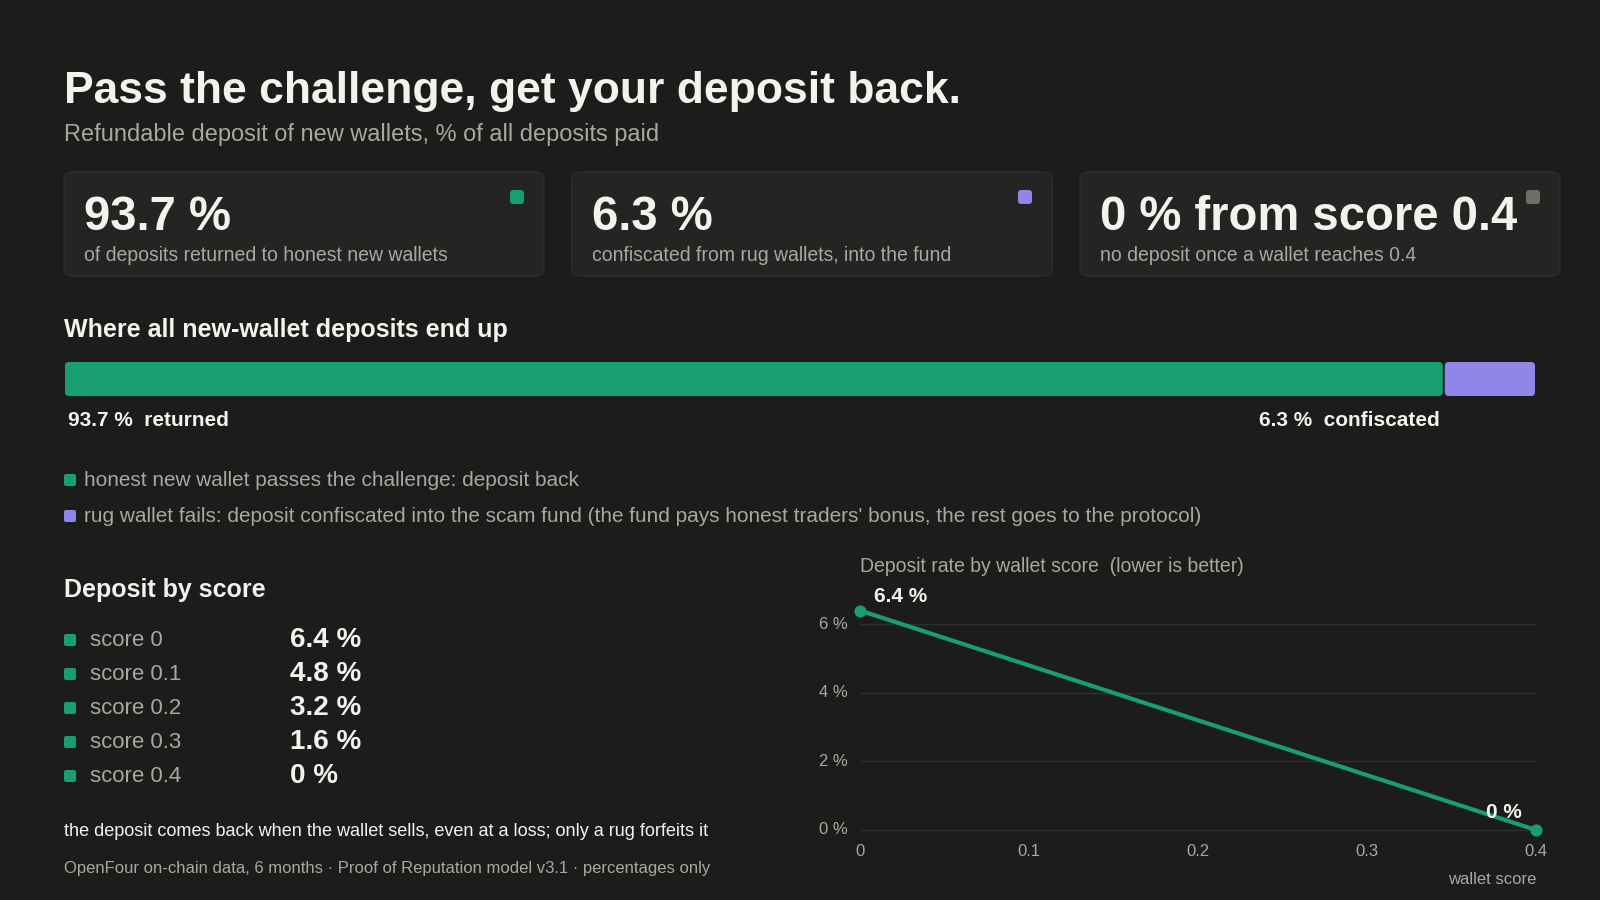 Pass the challenge, get your deposit back.
Refundable deposit of new wallets, % of all deposits paid
93.7 %
of deposits returned to honest new wallets
6.3 %
confiscated from rug wallets, into the fund
0 % from score 0.4
no deposit once a wallet reaches 0.4
Where all new-wallet deposits end up
93.7 % returned
6.3 % confiscated
honest new wallet passes the challenge: deposit back
rug wallet fails: deposit confiscated into the scam fund (the fund pays honest traders' bonus, the rest goes to the protocol)
Deposit by score
score 0 6.4 %
score 0.1 4.8 %
score 0.2 3.2 %
score 0.3 1.6 %
score 0.4 0 %
the deposit comes back when the wallet sells, even at a loss; only a rug forfeits it
OpenFour on-chain data, 6 months · Proof of Reputation model v3.1 · percentages only
Deposit rate by wallet score (lower is better)
6.4 %
6 %
4 %
2 %
0 %
0 %
0 0.1 0.2 0.3 0.4
wallet score